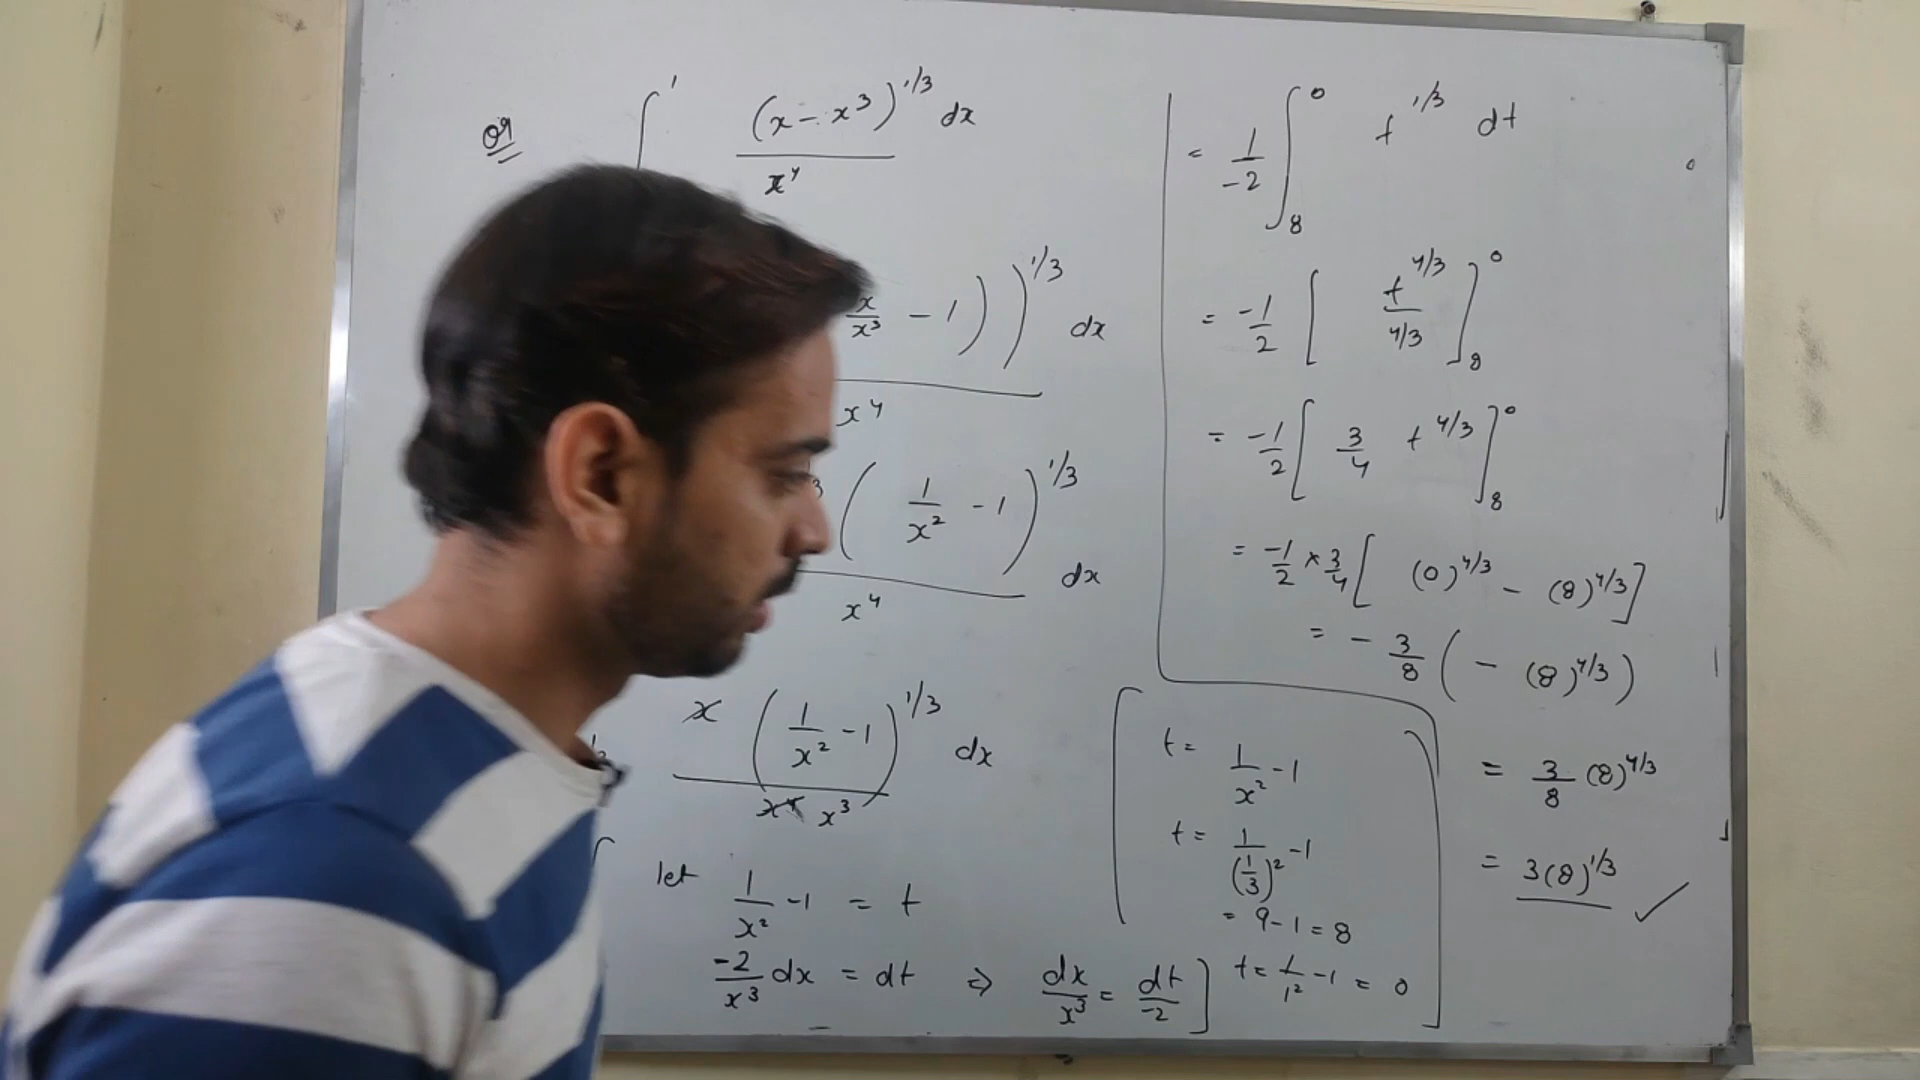 Or ∫ 1 (x - x³)^1/3 dx
x⁴
x/x³ - 1))^1/3 dx
x⁴
³ (1/x² - 1)^1/3 dx
x⁴
x (1/x² - 1)^1/3 dx
x⁴ x³
let 1/x² - 1 = t
-2/x³ dx = dt ⇒ dx/x³ = dt/-2]
= 1/-2 ∫₈⁰ t^1/3 dt
= -1/2 [t^4/3 / 4/3]₈⁰
= -1/2 [3/4 t^4/3]₈⁰
= -1/2 × 3/4 [(0)^4/3 - (8)^4/3]
= - 3/8 (- (8)^4/3)
= 3/8 (8)^4/3
= 3(8)^1/3 ✓
t = 1/x² - 1
t = 1/(1/3)² - 1
= 9 - 1 = 8
t = 1/1² - 1 = 0